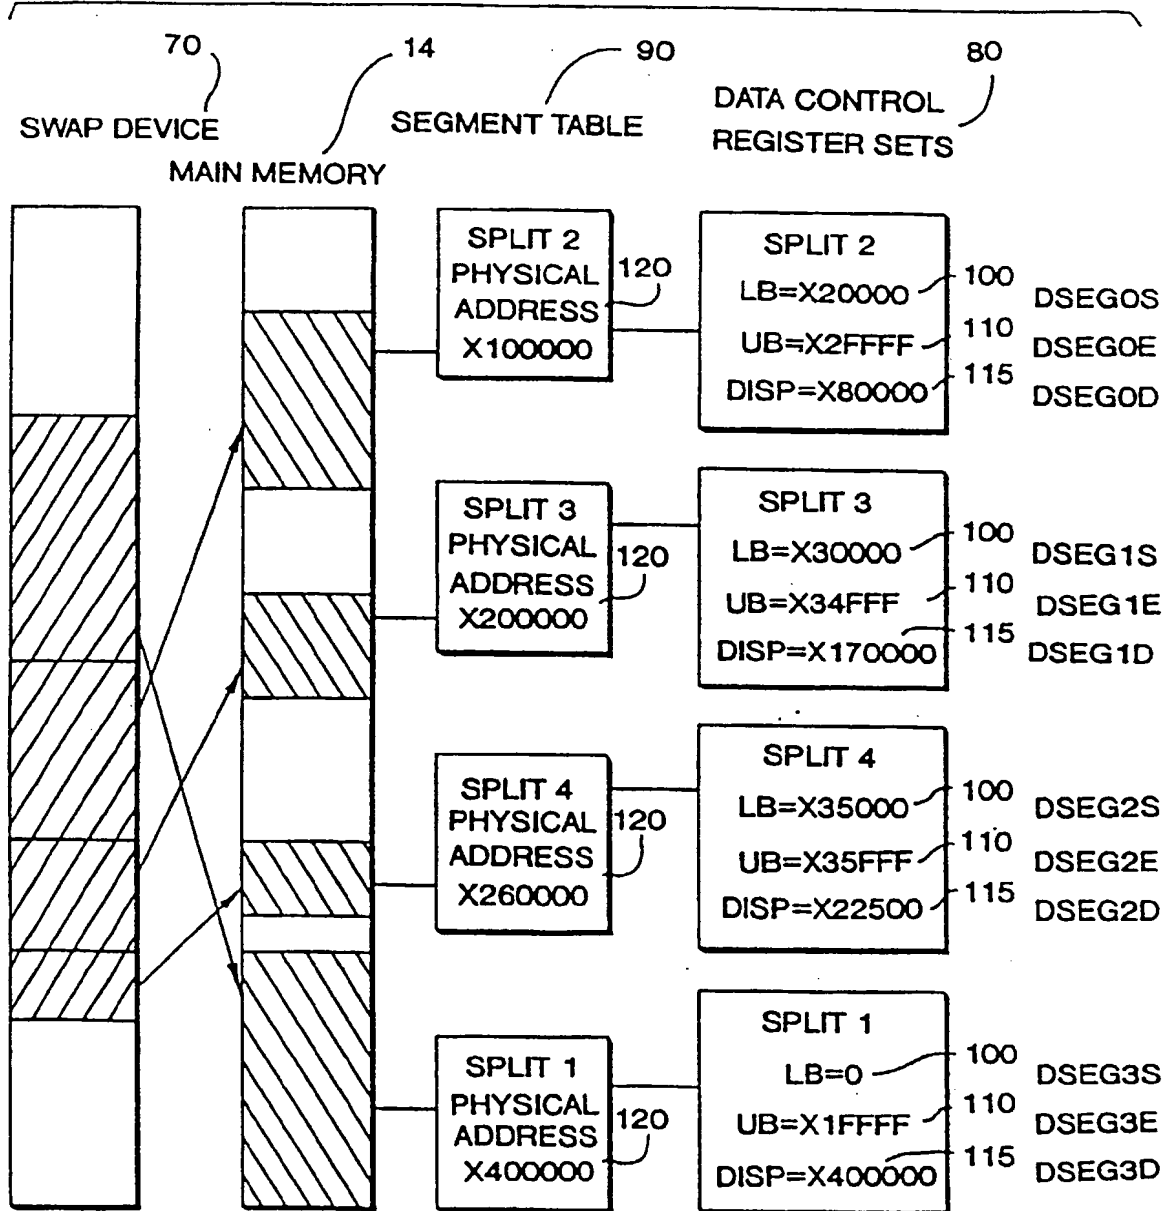 70
14
90
80
SWAP DEVICE
MAIN MEMORY
SEGMENT TABLE
DATA CONTROL
REGISTER SETS
SPLIT 2
PHYSICAL
ADDRESS
X100000
120
SPLIT 2
LB=X20000
100
DSEG0S
UB=X2FFFF
110
DSEG0E
DISP=X80000
115
DSEG0D
SPLIT 3
PHYSICAL
ADDRESS
X200000
120
SPLIT 3
LB=X30000
100
DSEG1S
UB=X34FFF
110
DSEG1E
DISP=X170000
115
DSEG1D
SPLIT 4
PHYSICAL
ADDRESS
X260000
120
SPLIT 4
LB=X35000
100
DSEG2S
UB=X35FFF
110
DSEG2E
DISP=X22500
115
DSEG2D
SPLIT 1
PHYSICAL
ADDRESS
X400000
120
SPLIT 1
LB=0
100
DSEG3S
UB=X1FFFF
110
DSEG3E
DISP=X400000
115
DSEG3D